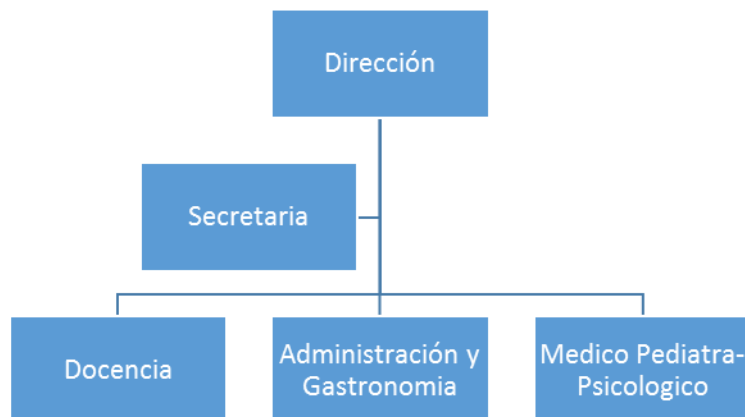 Dirección
Secretaria
Docencia
Administración y
Gastronomia
Medico Pediatra-
Psicologico